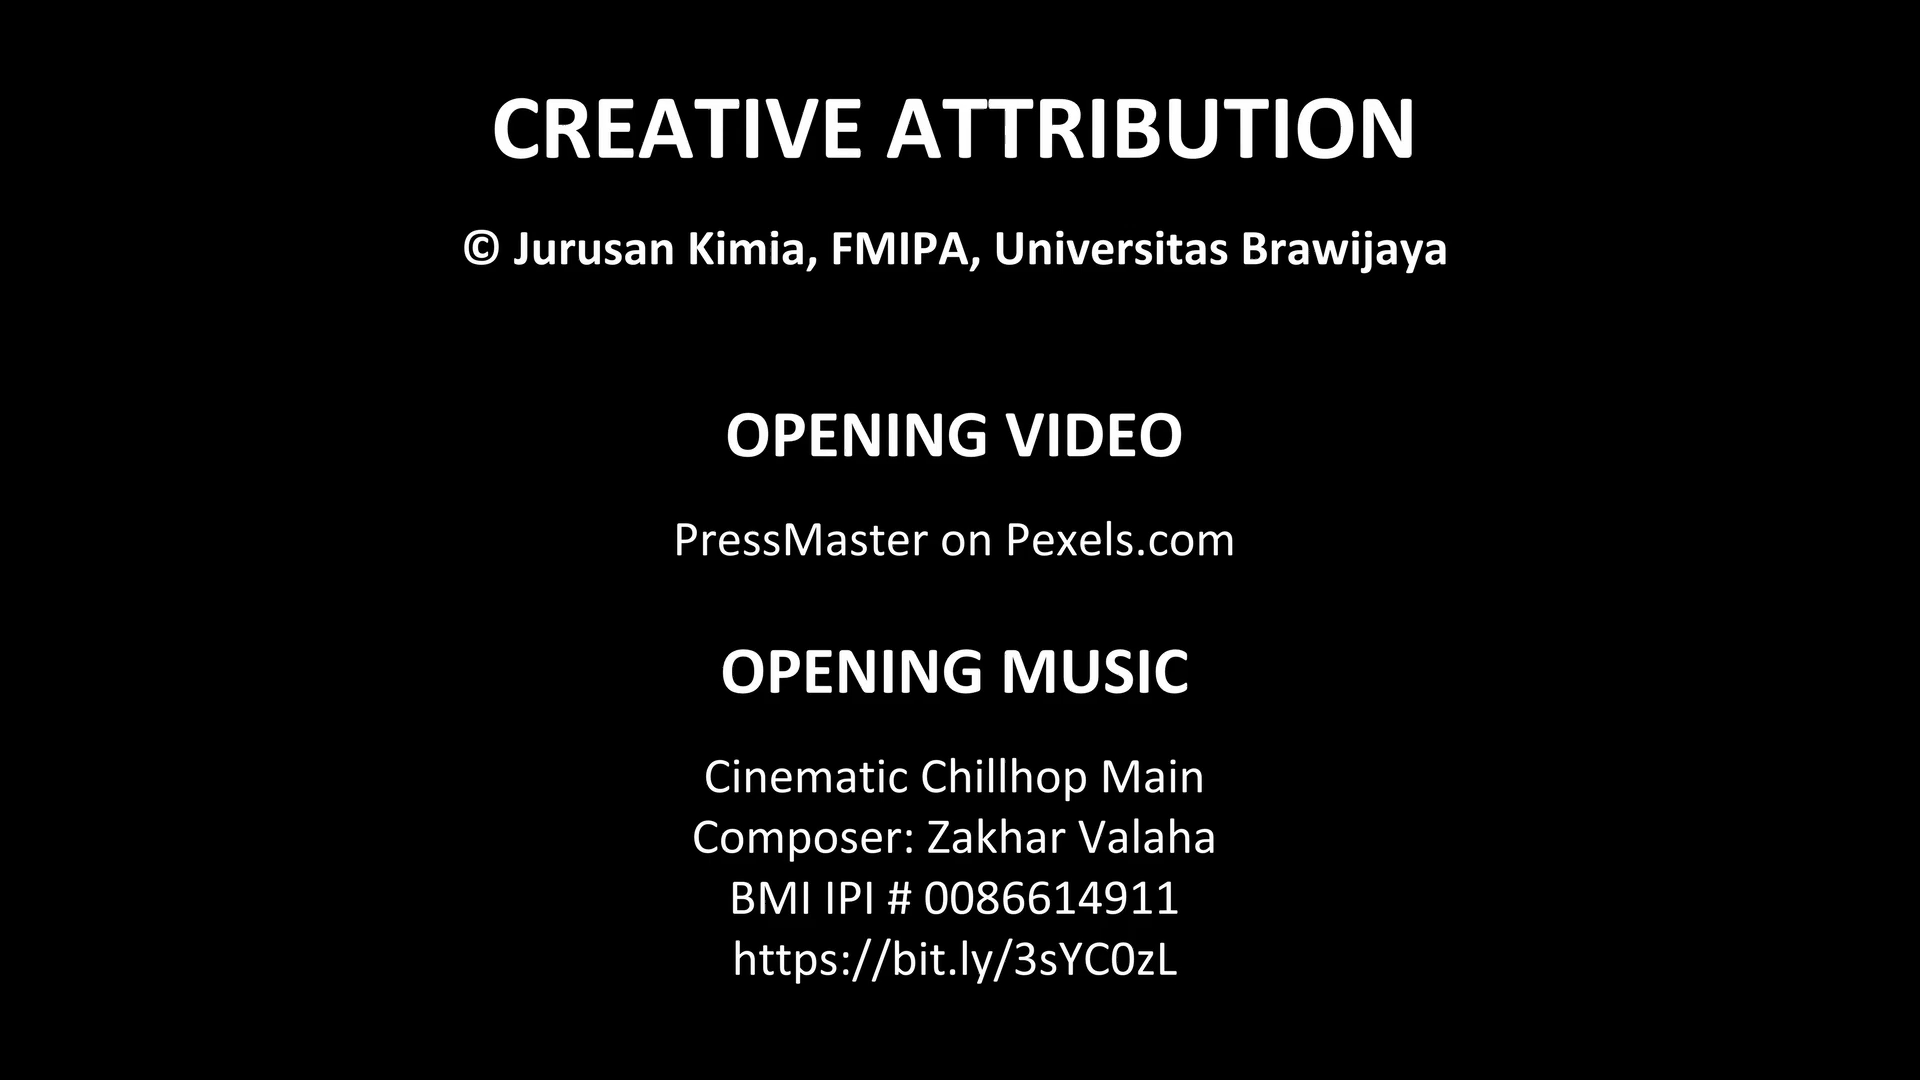 CREATIVE ATTRIBUTION
© Jurusan Kimia, FMIPA, Universitas Brawijaya
OPENING VIDEO
PressMaster on Pexels.com
OPENING MUSIC
Cinematic Chillhop Main
Composer: Zakhar Valaha
BMI IPI # 0086614911
https://bit.ly/3sYC0zL